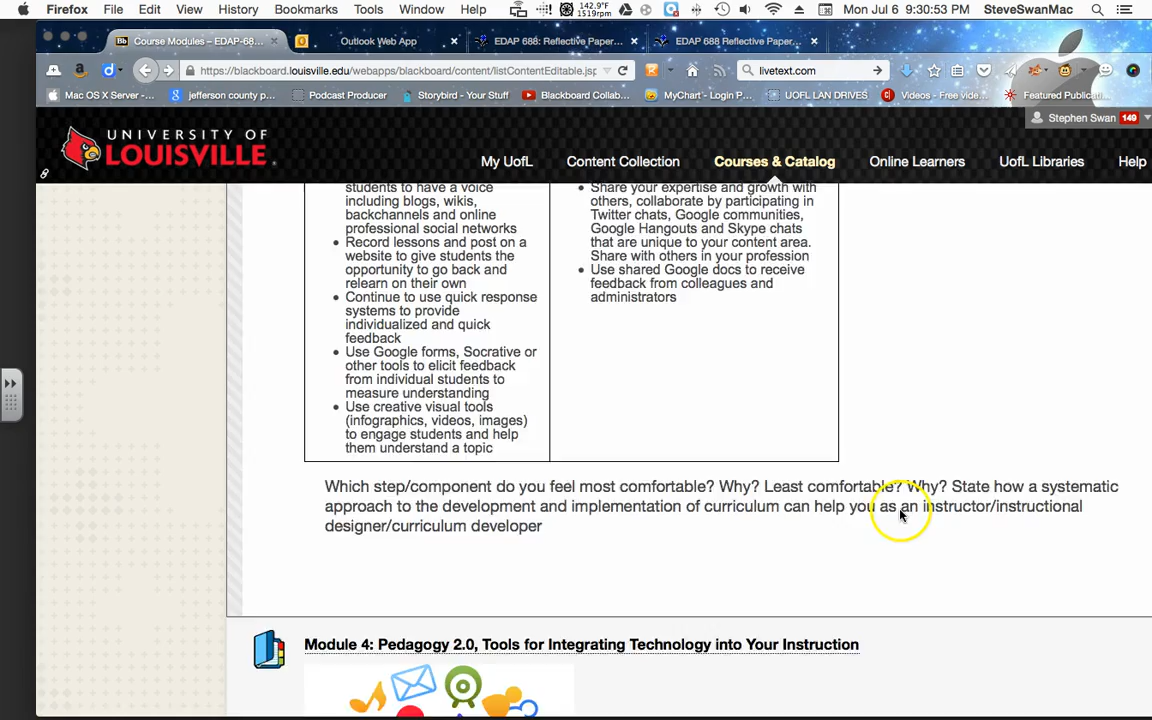 Firefox File Edit View History Bookmarks Tools Window Help 142.9°F 1519rpm Mon Jul 6 9:30:53 PM SteveSwanMac
Bb Course Modules – EDAP-68... Outlook Web App EDAP 688: Reflective Paper... EDAP 688 Reflective Paper...
https://blackboard.louisville.edu/webapps/blackboard/content/listContentEditable.jsp livetext.com
Mac OS X Server -... jefferson county p... Podcast Producer Storybird - Your Stuff Blackboard Collab... MyChart - Login P... UOFL LAN DRIVES Videos - Free vide... Featured Publicati...
Stephen Swan 149
UNIVERSITY OF
LOUISVILLE.
My UofL Content Collection Courses & Catalog Online Learners UofL Libraries Help
students to have a voice
including blogs, wikis,
backchannels and online
professional social networks
Record lessons and post on a
website to give students the
opportunity to go back and
relearn on their own
Continue to use quick response
systems to provide
individualized and quick
feedback
Use Google forms, Socrative or
other tools to elicit feedback
from individual students to
measure understanding
Use creative visual tools
(infographics, videos, images)
to engage students and help
them understand a topic
Share your expertise and growth with
others, collaborate by participating in
Twitter chats, Google communities,
Google Hangouts and Skype chats
that are unique to your content area.
Share with others in your profession
Use shared Google docs to receive
feedback from colleagues and
administrators
Which step/component do you feel most comfortable? Why? Least comfortable? Why? State how a systematic
approach to the development and implementation of curriculum can help you as an instructor/instructional
designer/curriculum developer
Module 4: Pedagogy 2.0, Tools for Integrating Technology into Your Instruction